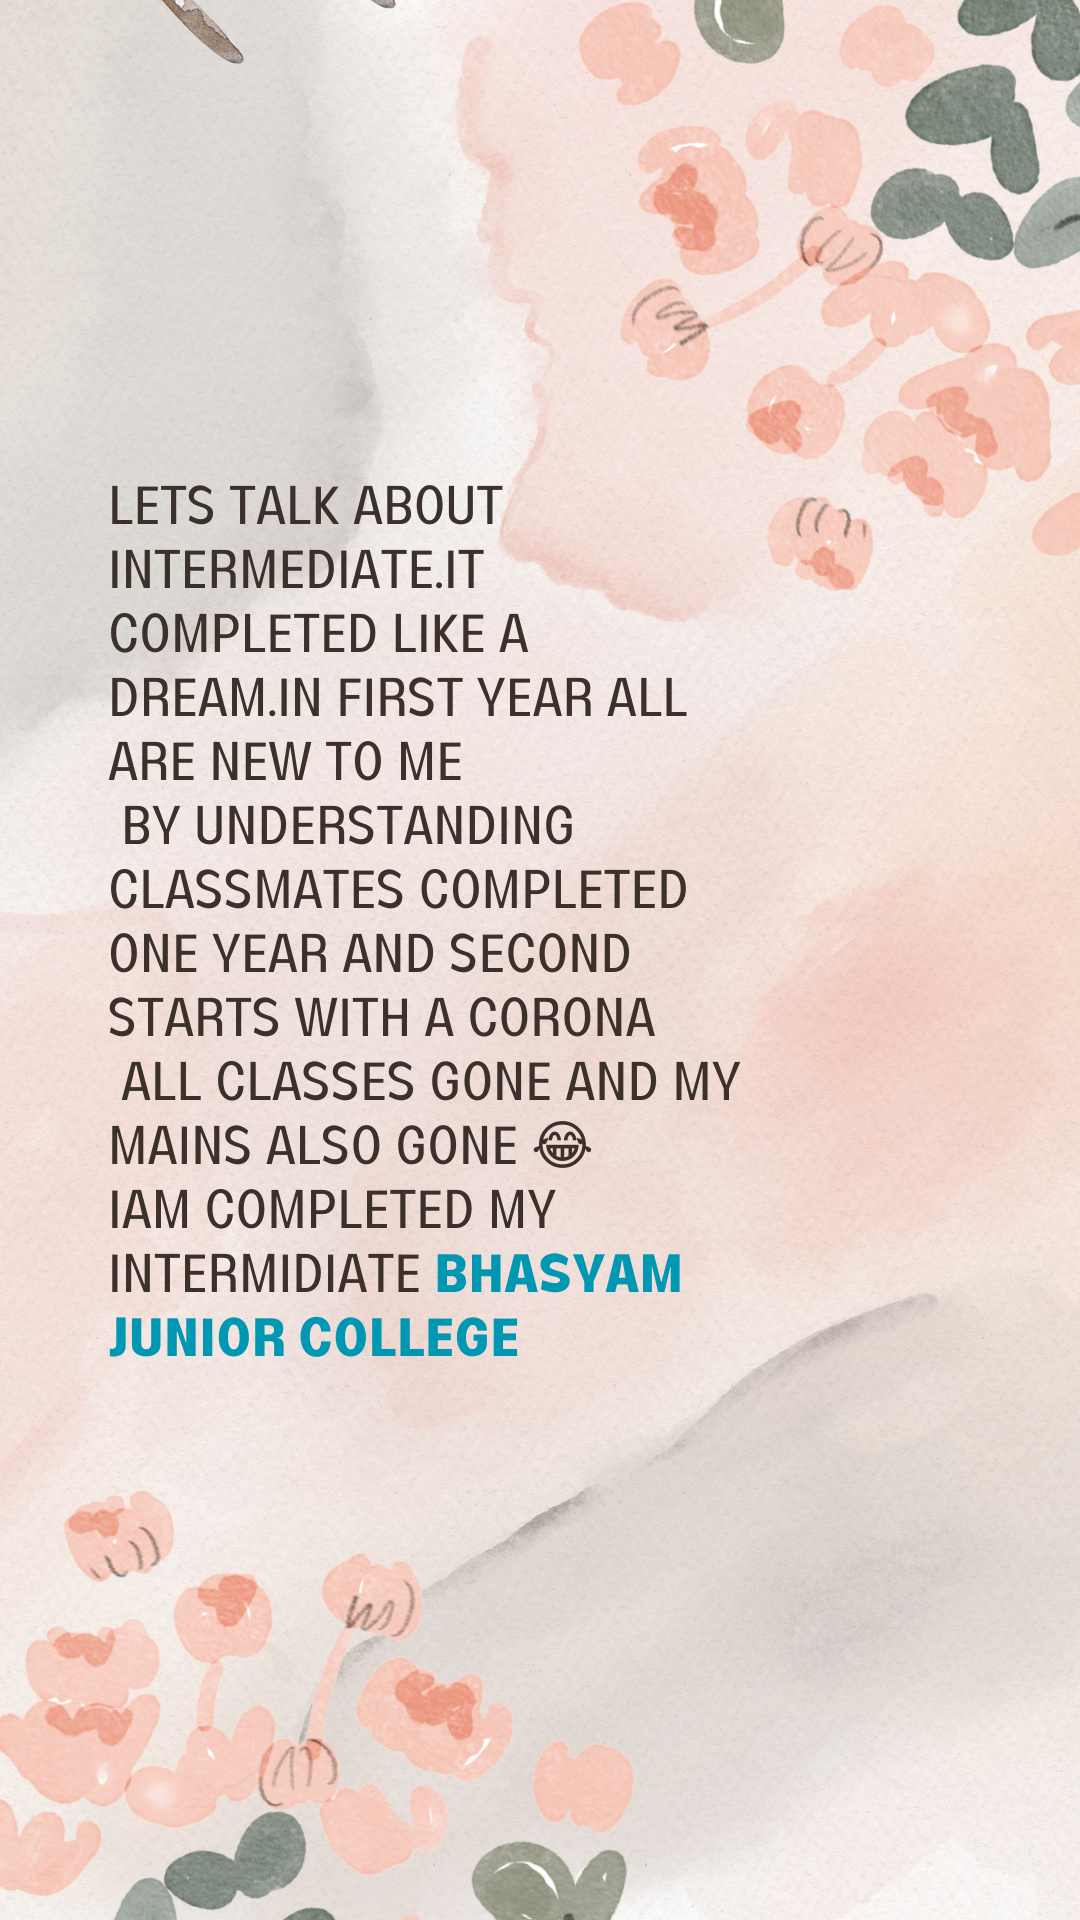 LETS TALK ABOUT
INTERMEDIATE.IT
COMPLETED LIKE A
DREAM.IN FIRST YEAR ALL
ARE NEW TO ME
BY UNDERSTANDING
CLASSMATES COMPLETED
ONE YEAR AND SECOND
STARTS WITH A CORONA
ALL CLASSES GONE AND MY
MAINS ALSO GONE 😂
IAM COMPLETED MY
INTERMIDIATE BHASYAM
JUNIOR COLLEGE